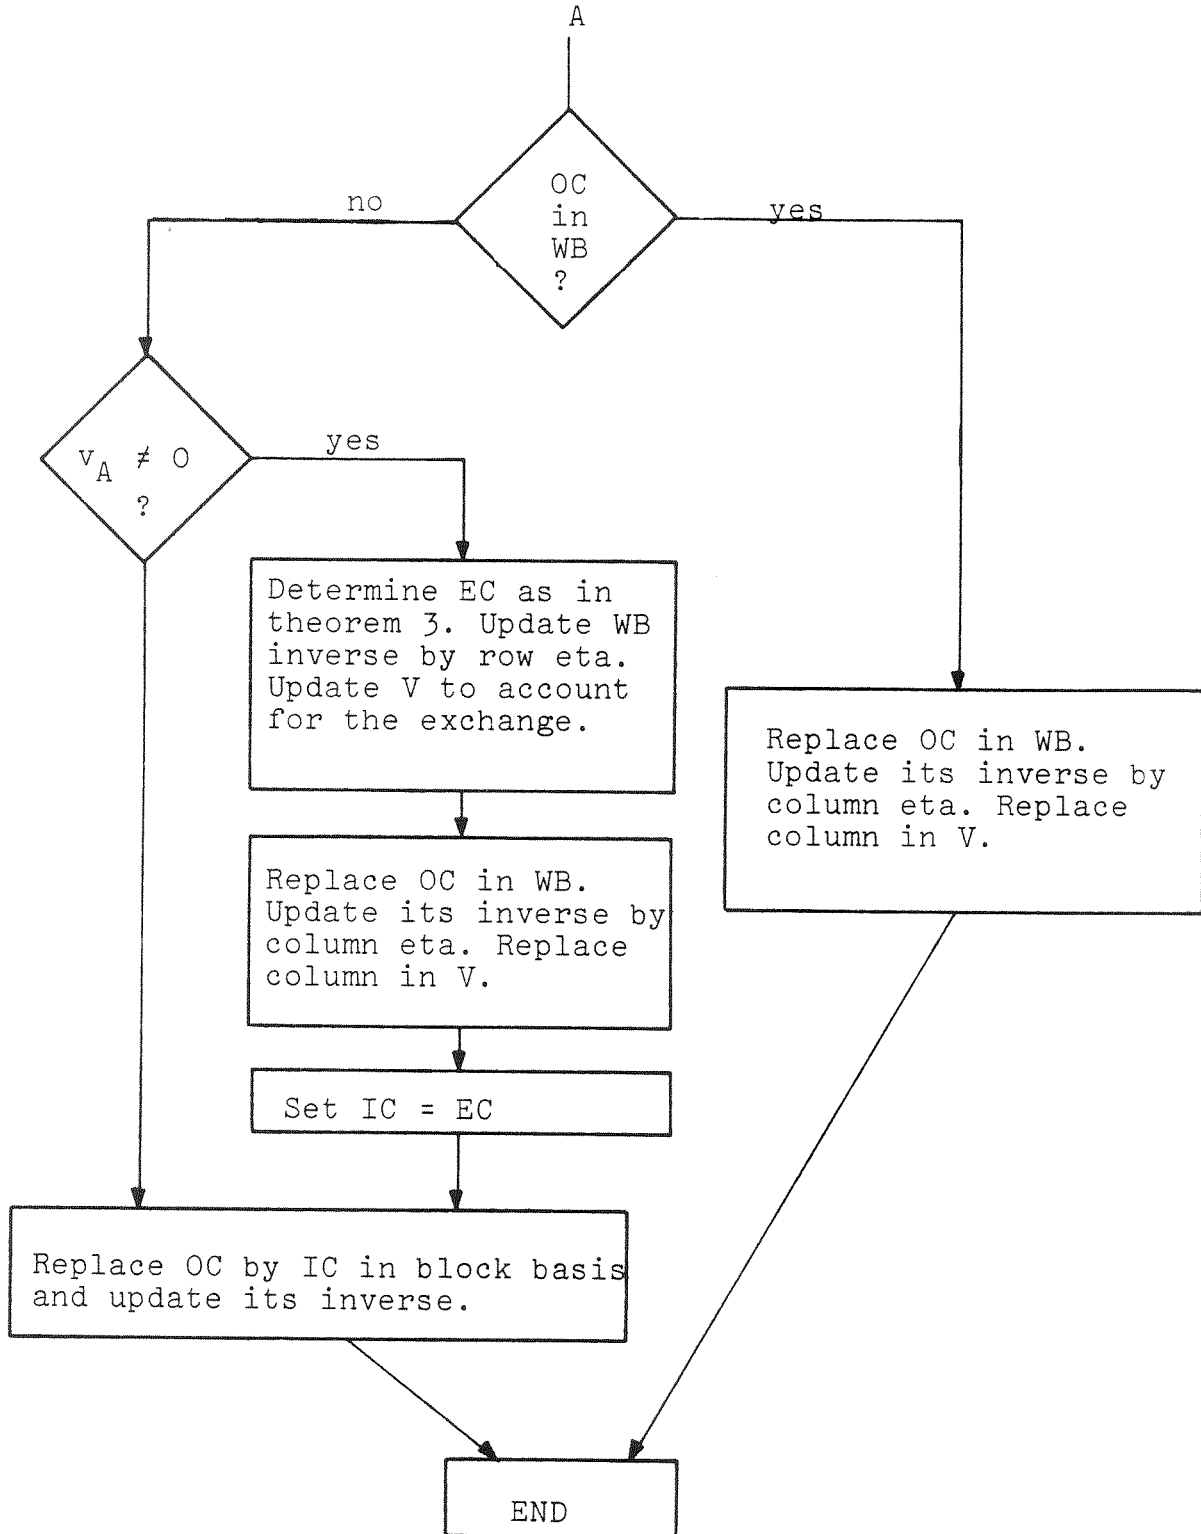 A
OC
in
WB
?
no
yes
v_A ≠ 0
?
yes
Determine EC as in
theorem 3. Update WB
inverse by row eta.
Update V to account
for the exchange.
Replace OC in WB.
Update its inverse by
column eta. Replace
column in V.
Replace OC in WB.
Update its inverse by
column eta. Replace
column in V.
Set IC = EC
Replace OC by IC in block basis
and update its inverse.
END